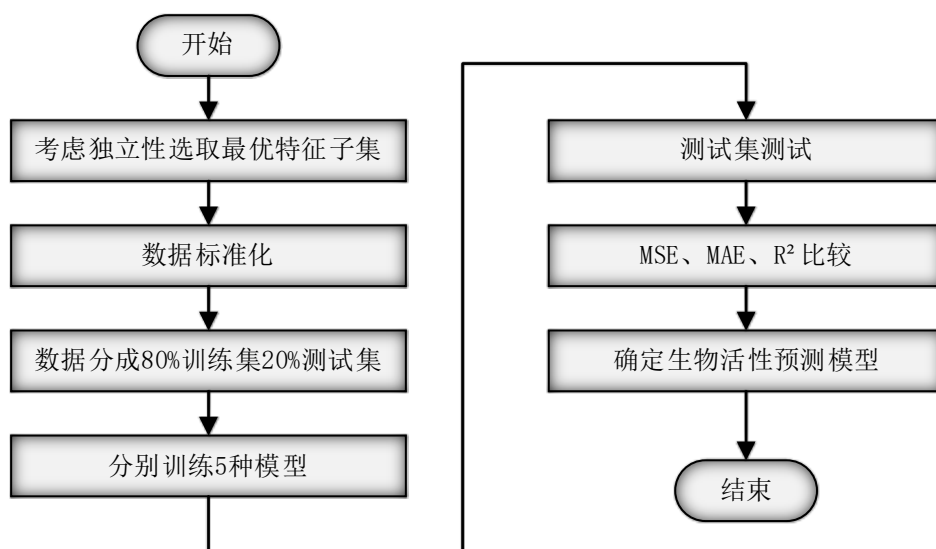 开始
考虑独立性选取最优特征子集
数据标准化
数据分成80%训练集20%测试集
分别训练5种模型
测试集测试
MSE、MAE、R²比较
确定生物活性预测模型
结束